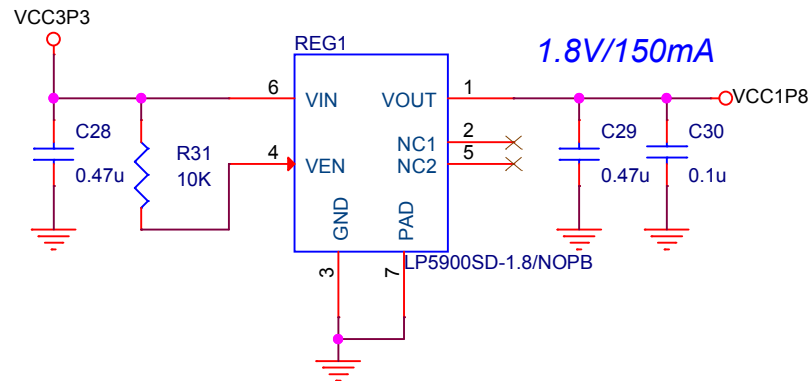 VCC3P3
REG1
1.8V/150mA
6
VIN
VOUT
1
VCC1P8
C28
0.47u
R31
10K
4
VEN
NC1
2
NC2
5
C29
0.47u
C30
0.1u
GND
PAD
3
7
LP5900SD-1.8/NOPB